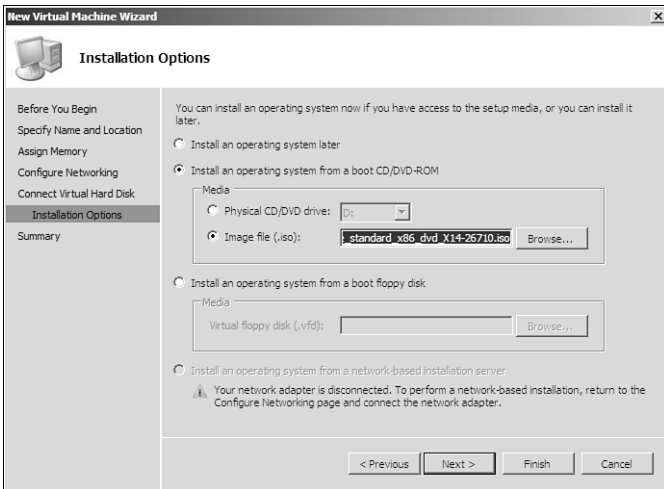 New Virtual Machine Wizard
Installation Options
Before You Begin
Specify Name and Location
Assign Memory
Configure Networking
Connect Virtual Hard Disk
Installation Options
Summary
You can install an operating system now if you have access to the setup media, or you can install it
later.
Install an operating system later
Install an operating system from a boot CD/DVD-ROM
Media
Physical CD/DVD drive: D:
Image file (.iso): _standard_x86_dvd_X14-26710.iso Browse...
Install an operating system from a boot floppy disk
Media
Virtual floppy disk (.vfd): Browse...
Install an operating system from a network-based installation server
Your network adapter is disconnected. To perform a network-based installation, return to the
Configure Networking page and connect the network adapter.
< Previous Next > Finish Cancel